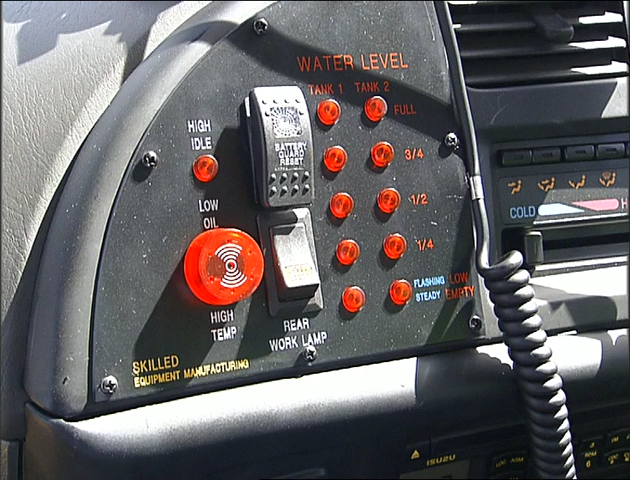 WATER LEVEL
TANK 1 TANK 2
FULL
3/4
1/2
1/4
FLASHING LOW
STEADY EMPTY
HIGH
IDLE
BATTERY
GUARD
RESET
LOW
OIL
HIGH
TEMP
REAR
WORK LAMP
SKILLED
EQUIPMENT MANUFACTURING
COLD
H
ISUZU